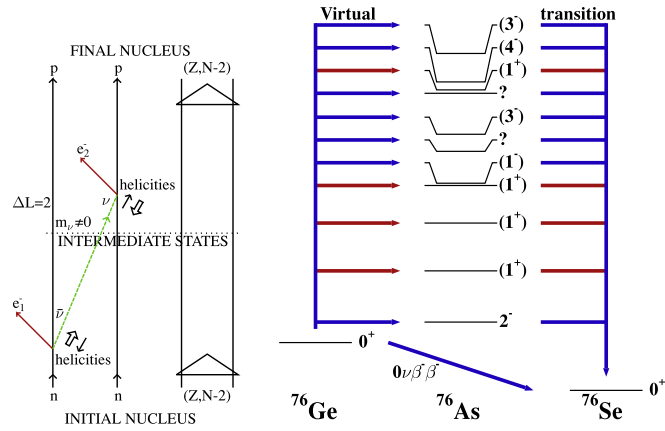 FINAL NUCLEUS
p p (Z,N-2)
e₂⁻
helicities
ν
ΔL=2
mᵥ≠0
INTERMEDIATE STATES
e₁⁻
ν̄
helicities
n n (Z,N-2)
INITIAL NUCLEUS
Virtual transition
(3⁻)
(4⁻)
(1⁺)
?
(3⁻)
?
(1⁻)
(1⁺)
(1⁺)
(1⁺)
2⁻
0⁺
0νβ⁻β⁻
0⁺
⁷⁶Ge ⁷⁶As ⁷⁶Se